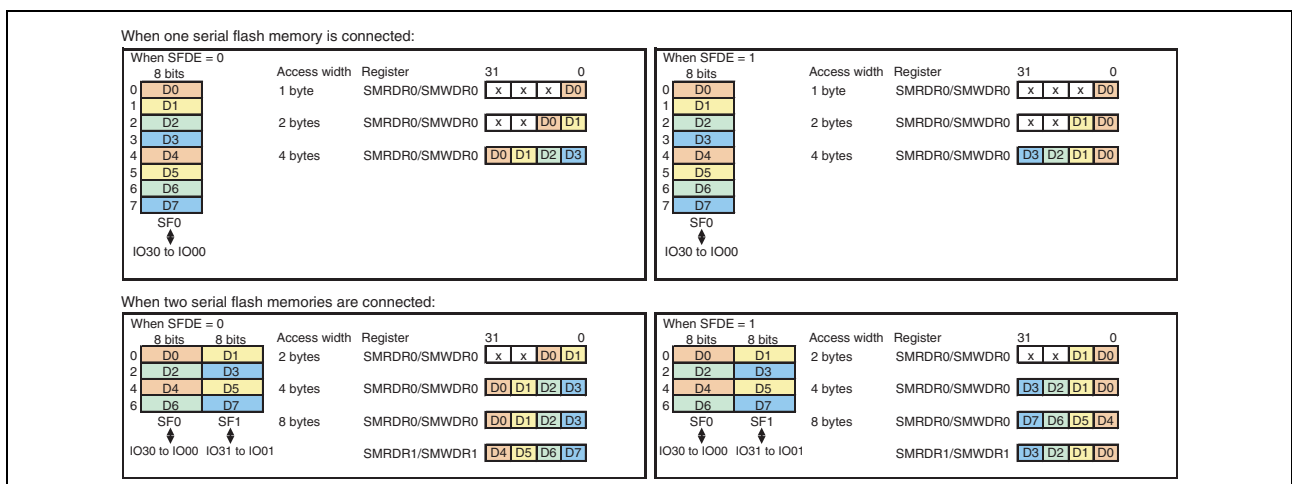 When one serial flash memory is connected:
When SFDE = 0
8 bits Access width Register 31 0
0 D0 1 byte SMRDR0/SMWDR0 x x x D0
1 D1
2 D2 2 bytes SMRDR0/SMWDR0 x x D0 D1
3 D3
4 D4 4 bytes SMRDR0/SMWDR0 D0 D1 D2 D3
5 D5
6 D6
7 D7
SF0
IO30 to IO00
When SFDE = 1
8 bits Access width Register 31 0
0 D0 1 byte SMRDR0/SMWDR0 x x x D0
1 D1
2 D2 2 bytes SMRDR0/SMWDR0 x x D1 D0
3 D3
4 D4 4 bytes SMRDR0/SMWDR0 D3 D2 D1 D0
5 D5
6 D6
7 D7
SF0
IO30 to IO00
When two serial flash memories are connected:
When SFDE = 0
8 bits 8 bits Access width Register 31 0
0 D0 D1 2 bytes SMRDR0/SMWDR0 x x D0 D1
2 D2 D3
4 D4 D5 4 bytes SMRDR0/SMWDR0 D0 D1 D2 D3
6 D6 D7
SF0 SF1 8 bytes SMRDR0/SMWDR0 D0 D1 D2 D3
IO30 to IO00 IO31 to IO01 SMRDR1/SMWDR1 D4 D5 D6 D7
When SFDE = 1
8 bits 8 bits Access width Register 31 0
0 D0 D1 2 bytes SMRDR0/SMWDR0 x x D1 D0
2 D2 D3
4 D4 D5 4 bytes SMRDR0/SMWDR0 D3 D2 D1 D0
6 D6 D7
SF0 SF1 8 bytes SMRDR0/SMWDR0 D7 D6 D5 D4
IO30 to IO00 IO31 to IO01 SMRDR1/SMWDR1 D3 D2 D1 D0